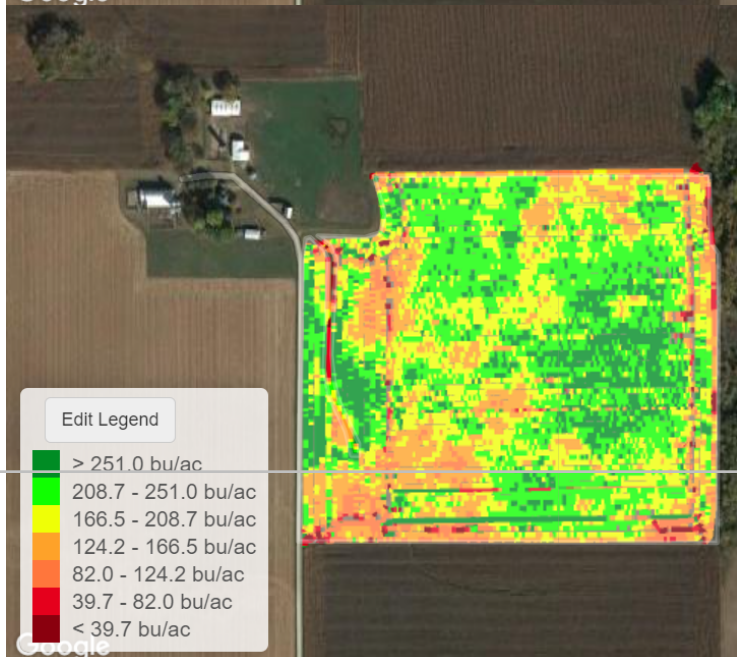 Google
Edit Legend
> 251.0 bu/ac
208.7 - 251.0 bu/ac
166.5 - 208.7 bu/ac
124.2 - 166.5 bu/ac
82.0 - 124.2 bu/ac
39.7 - 82.0 bu/ac
< 39.7 bu/ac
Google